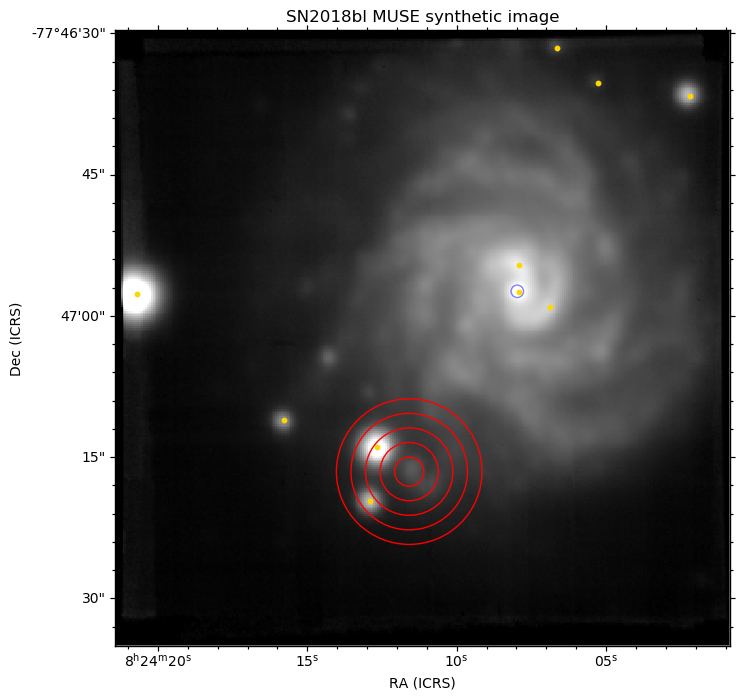 SN2018bl MUSE synthetic image
-77°46'30"
45"
47'00"
15"
30"
Dec (ICRS)
8ʰ24ᵐ20ˢ
15ˢ
10ˢ
05ˢ
RA (ICRS)